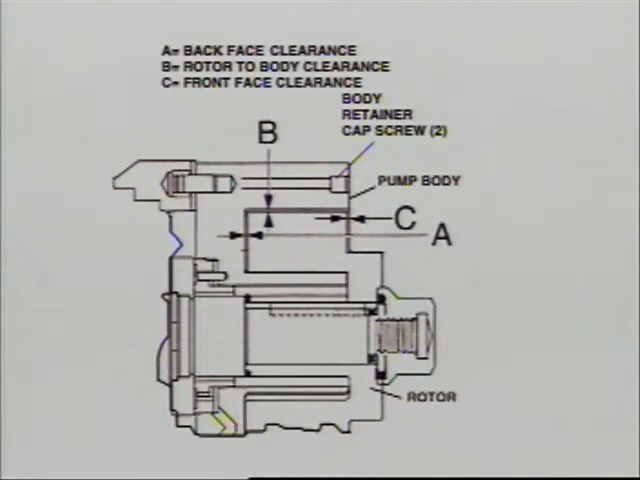 A= BACK FACE CLEARANCE
B= ROTOR TO BODY CLEARANCE
C= FRONT FACE CLEARANCE
BODY
RETAINER
CAP SCREW (2)
B
PUMP BODY
C
A
ROTOR